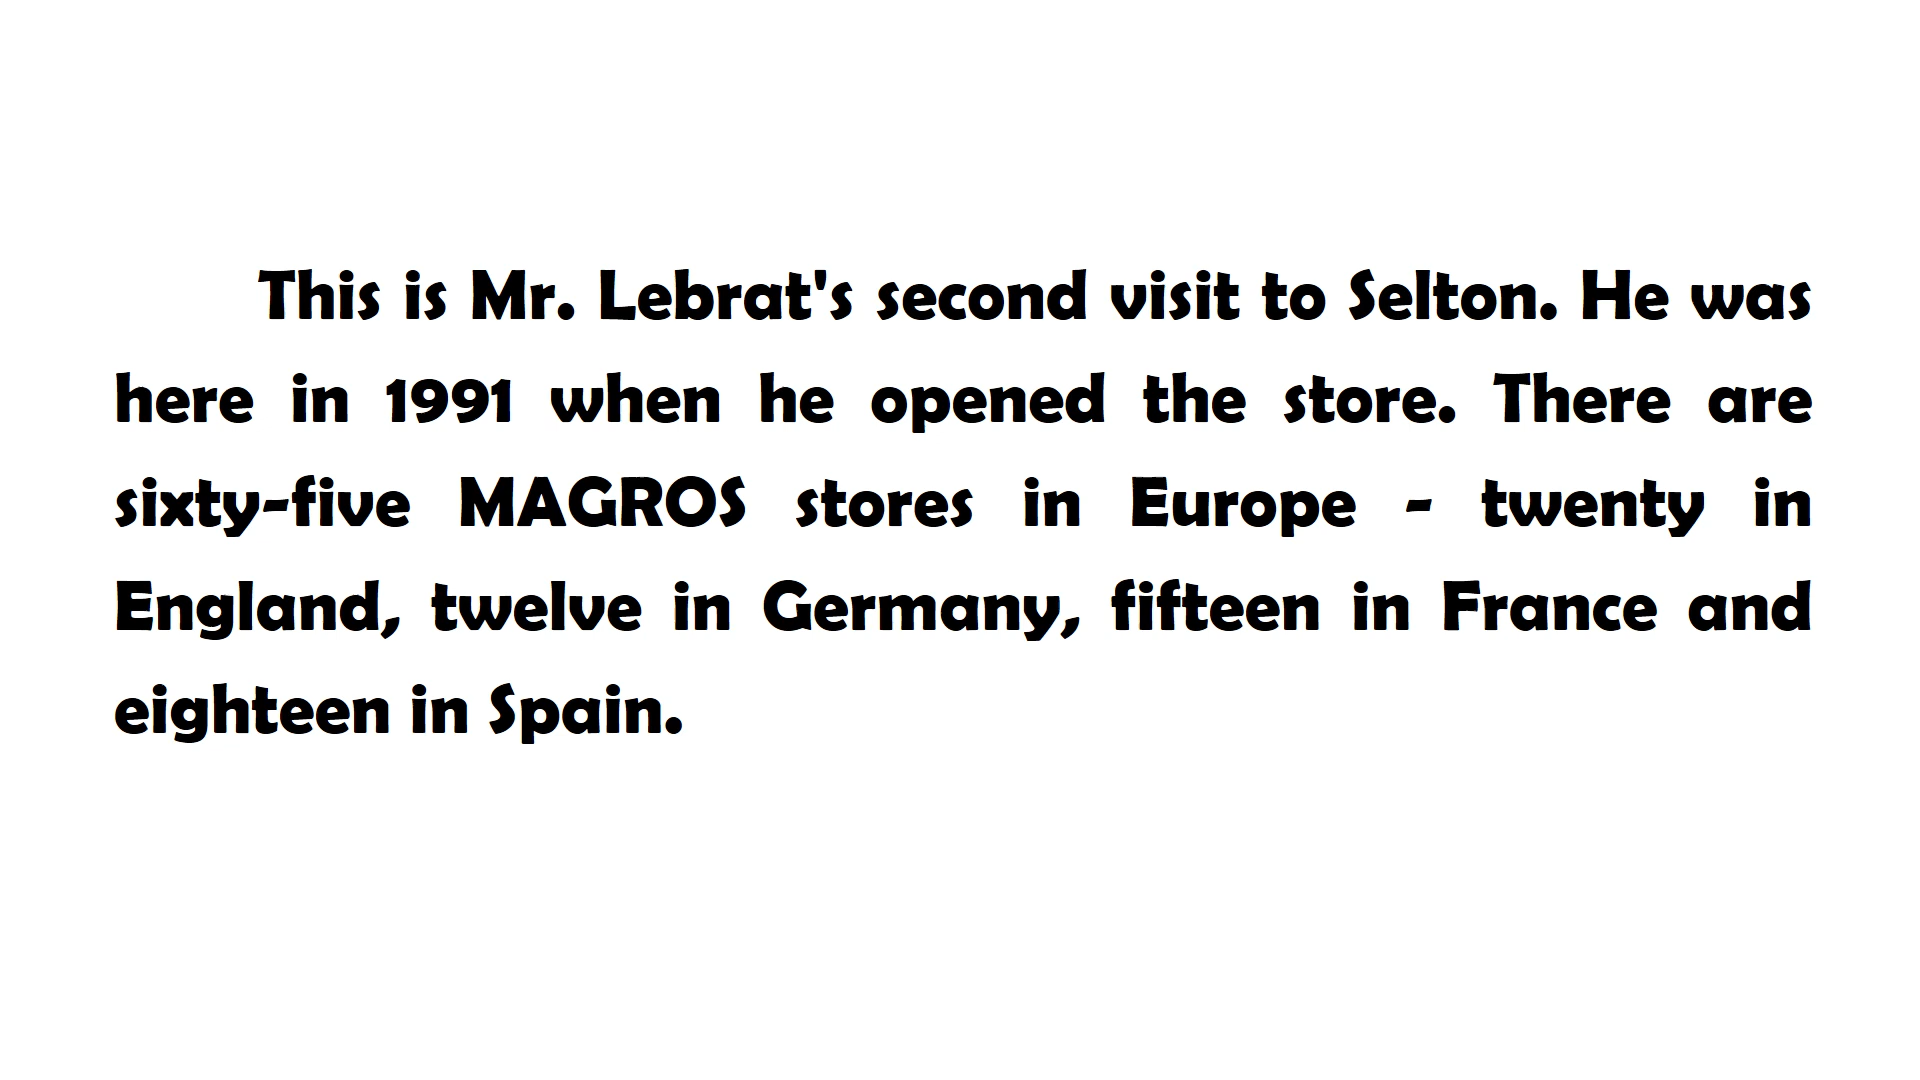 This is Mr. Lebrat's second visit to Selton. He was
here in 1991 when he opened the store. There are
sixty-five MAGROS stores in Europe - twenty in
England, twelve in Germany, fifteen in France and
eighteen in Spain.